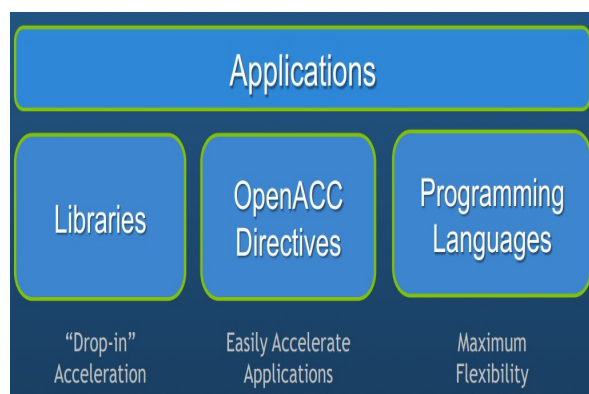 Applications
Libraries
OpenACC
Directives
Programming
Languages
“Drop-in”
Acceleration
Easily Accelerate
Applications
Maximum
Flexibility